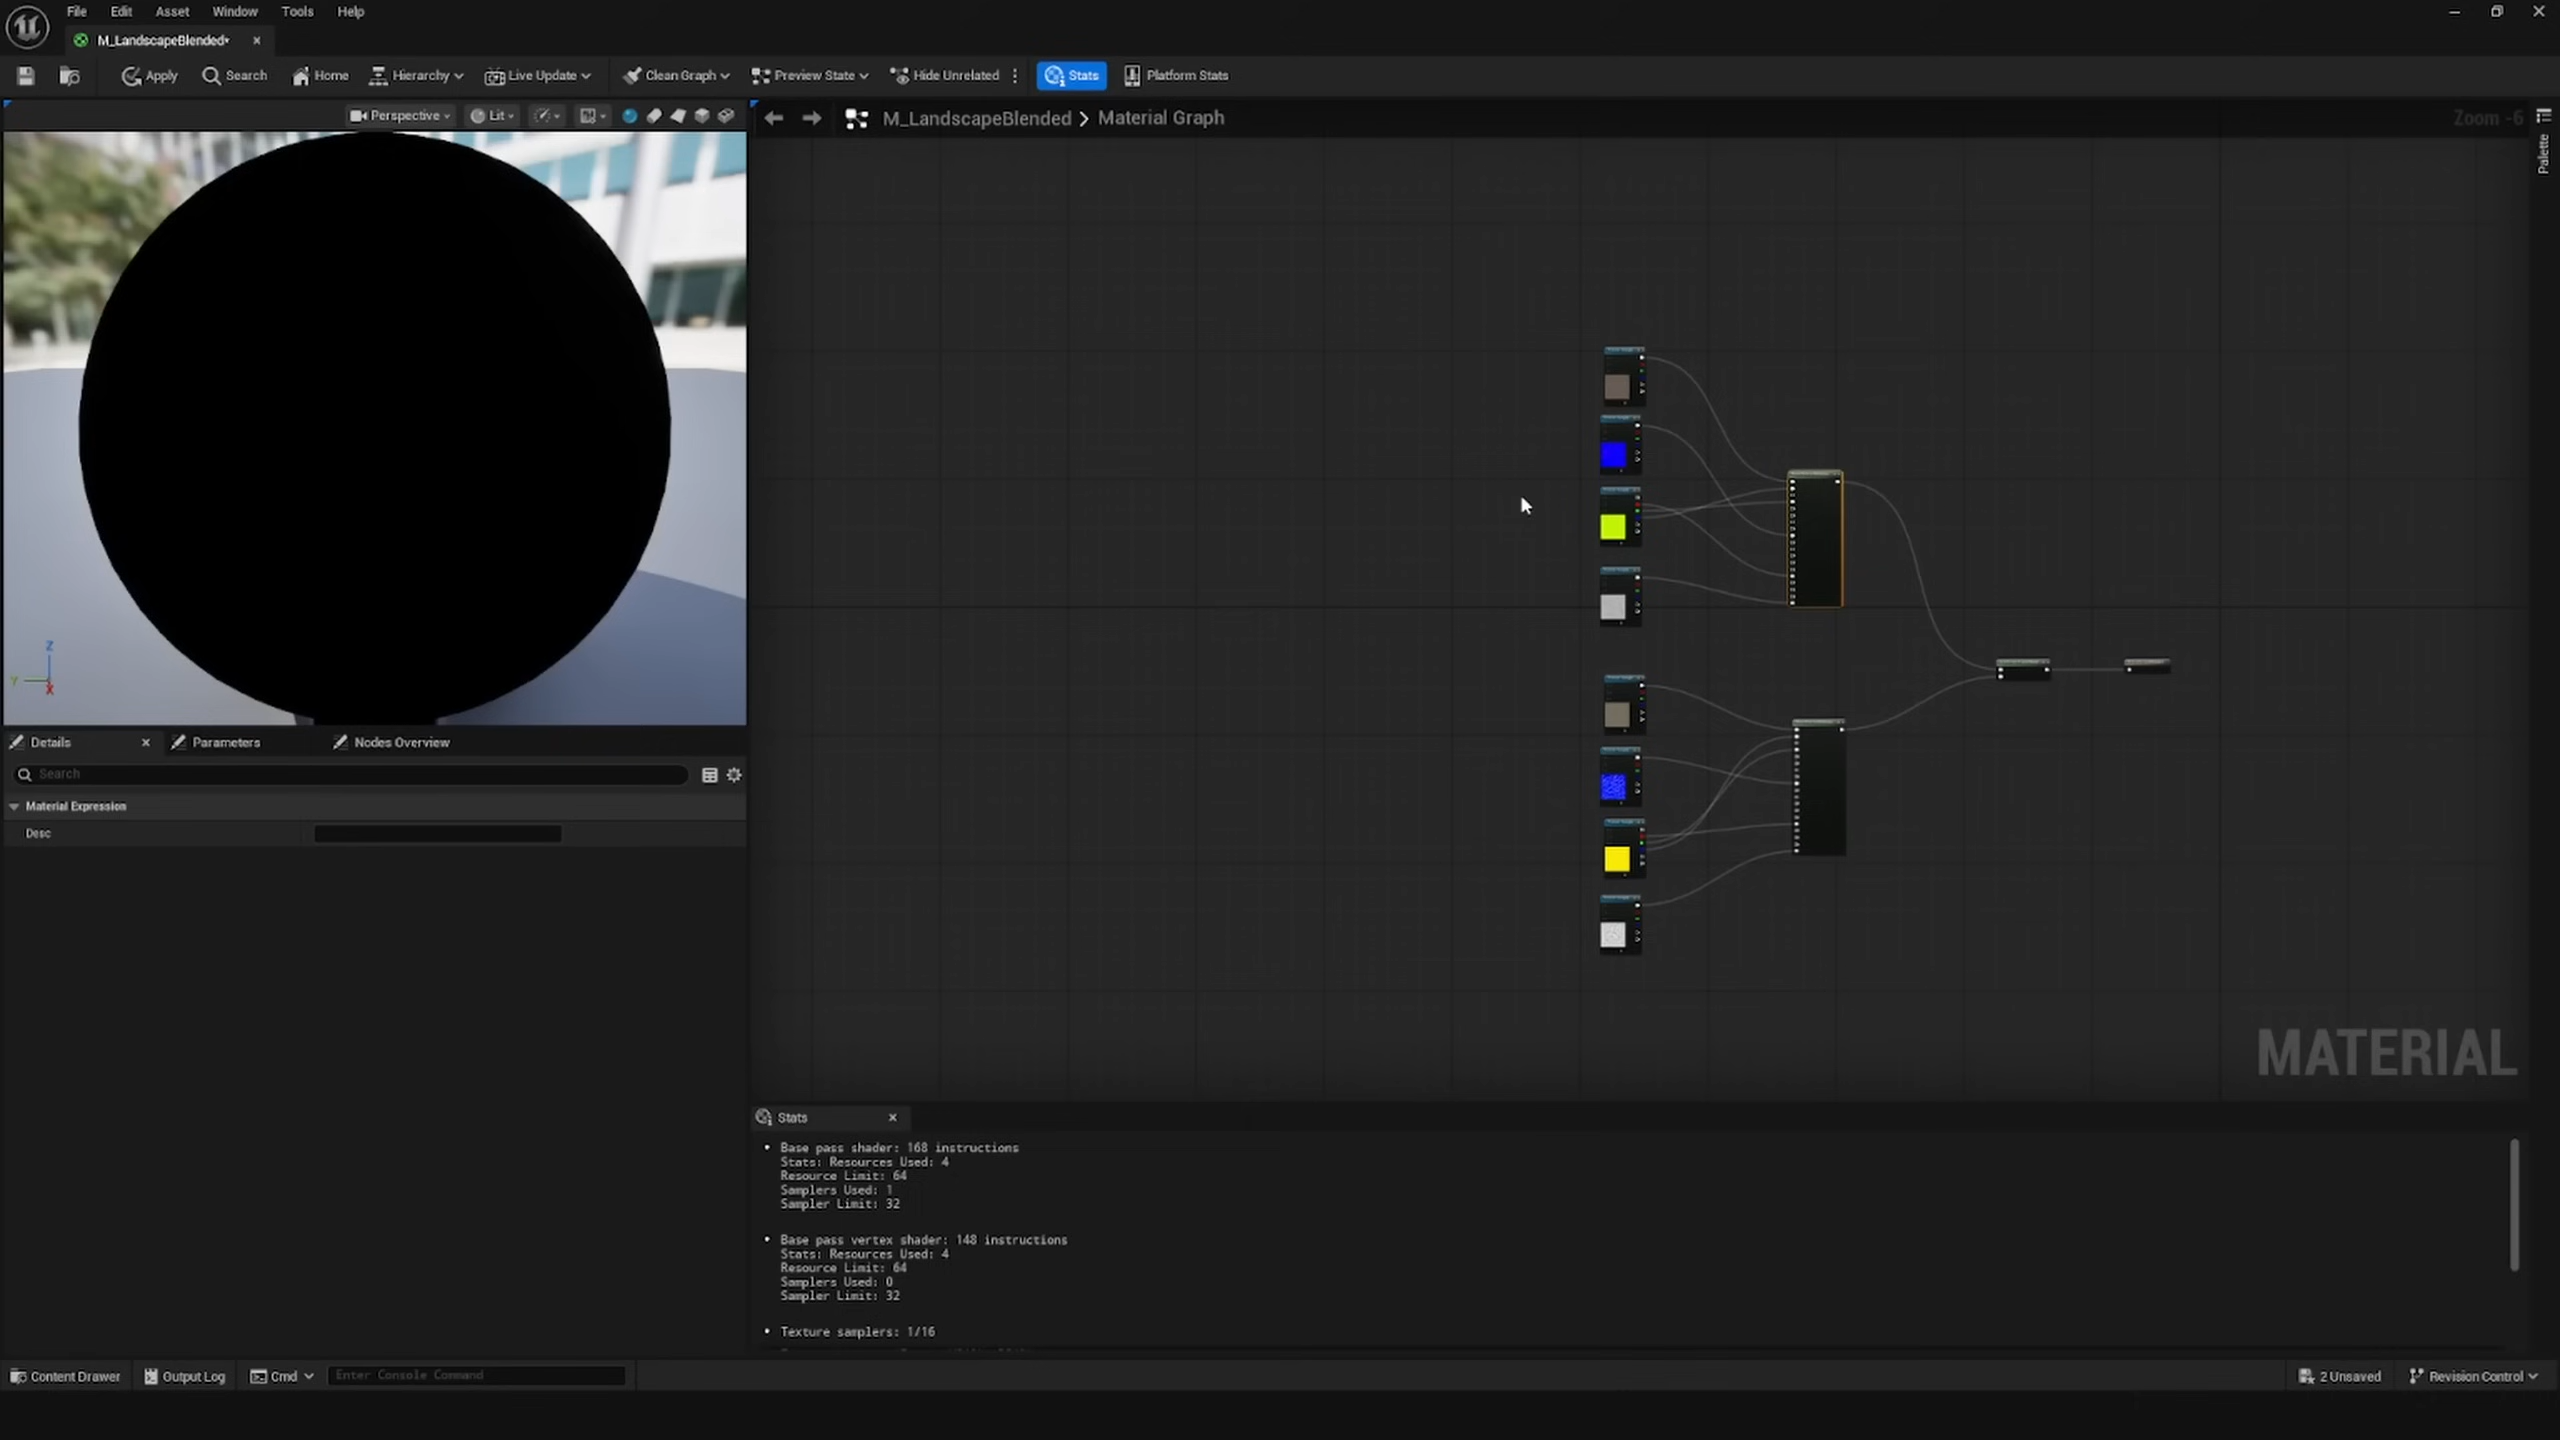 File Edit Asset Window Tools Help
M_LandscapeBlended*
Apply Search Home Hierarchy Live Update Clean Graph Preview State Hide Unrelated Stats Platform Stats
Perspective Lit
M_LandscapeBlended > Material Graph
Zoom -6
Palette
Z
Y
X
Details Parameters Nodes Overview
Search
Material Expression
Desc
MATERIAL
Stats
• Base pass shader: 168 instructions
Stats: Resources Used: 4
Resource Limit: 64
Samplers Used: 1
Sampler Limit: 32
• Base pass vertex shader: 148 instructions
Stats: Resources Used: 4
Resource Limit: 64
Samplers Used: 0
Sampler Limit: 32
• Texture samplers: 1/16
Content Drawer Output Log Cmd Enter Console Command 2 Unsaved Revision Control